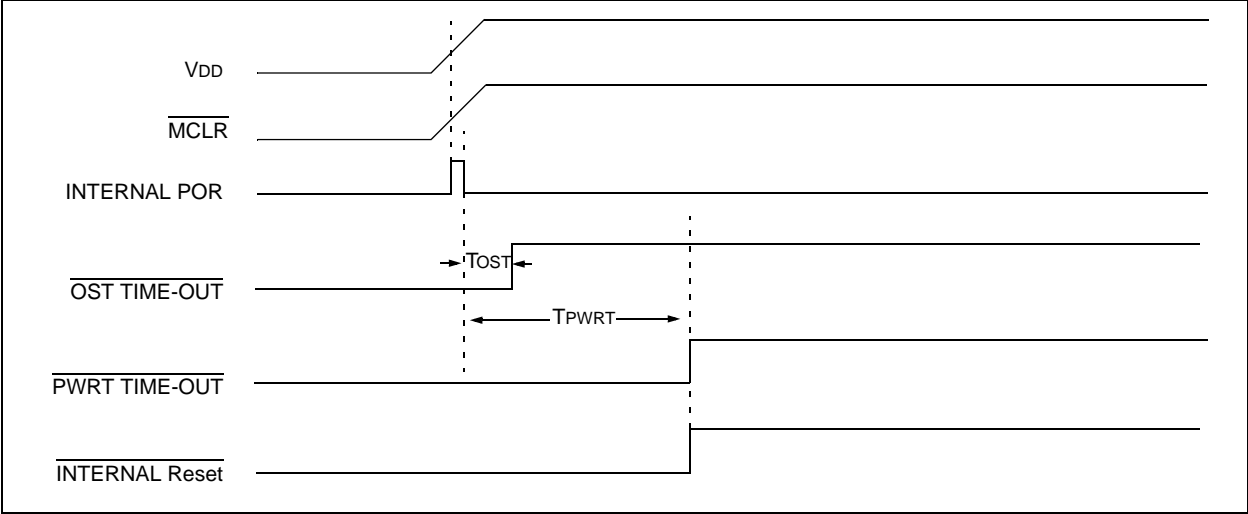 VDD
MCLR
INTERNAL POR
TOST
OST TIME-OUT
TPWRT
PWRT TIME-OUT
INTERNAL Reset